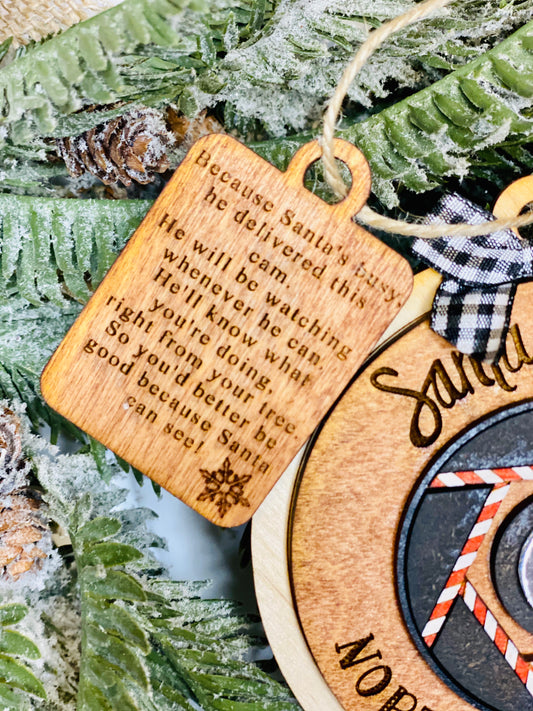 Because Santa's busy,
he delivered this
cam.
He will be watching
whenever he can.
He'll know what
you're doing,
right from your tree
So you'd better be
good because Santa
can see!
Santa
NOR